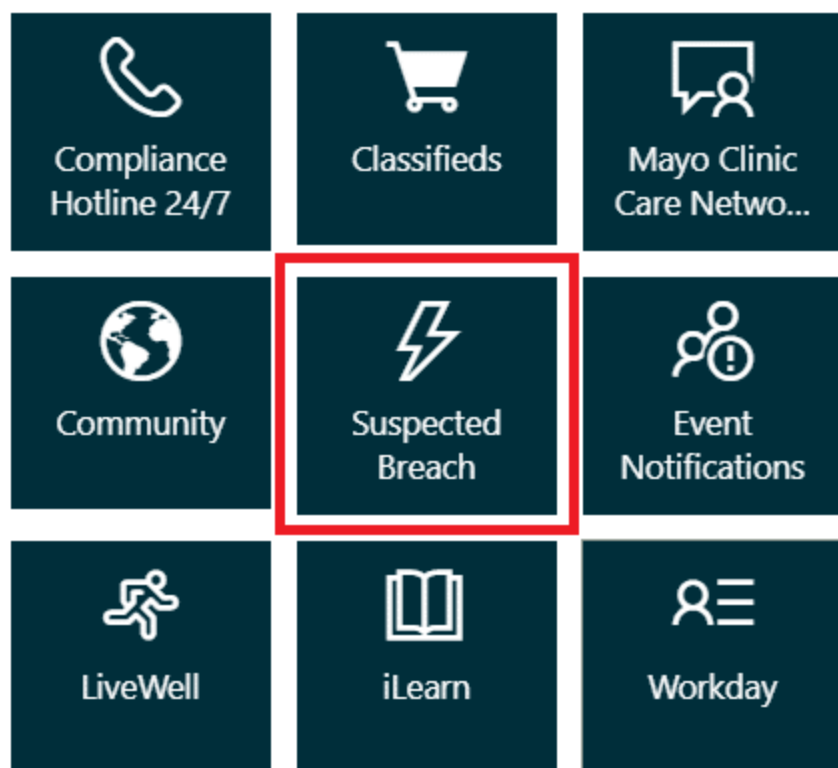 Compliance
Hotline 24/7
Classifieds
Mayo Clinic
Care Netwo...
Community
Suspected
Breach
Event
Notifications
LiveWell
iLearn
Workday